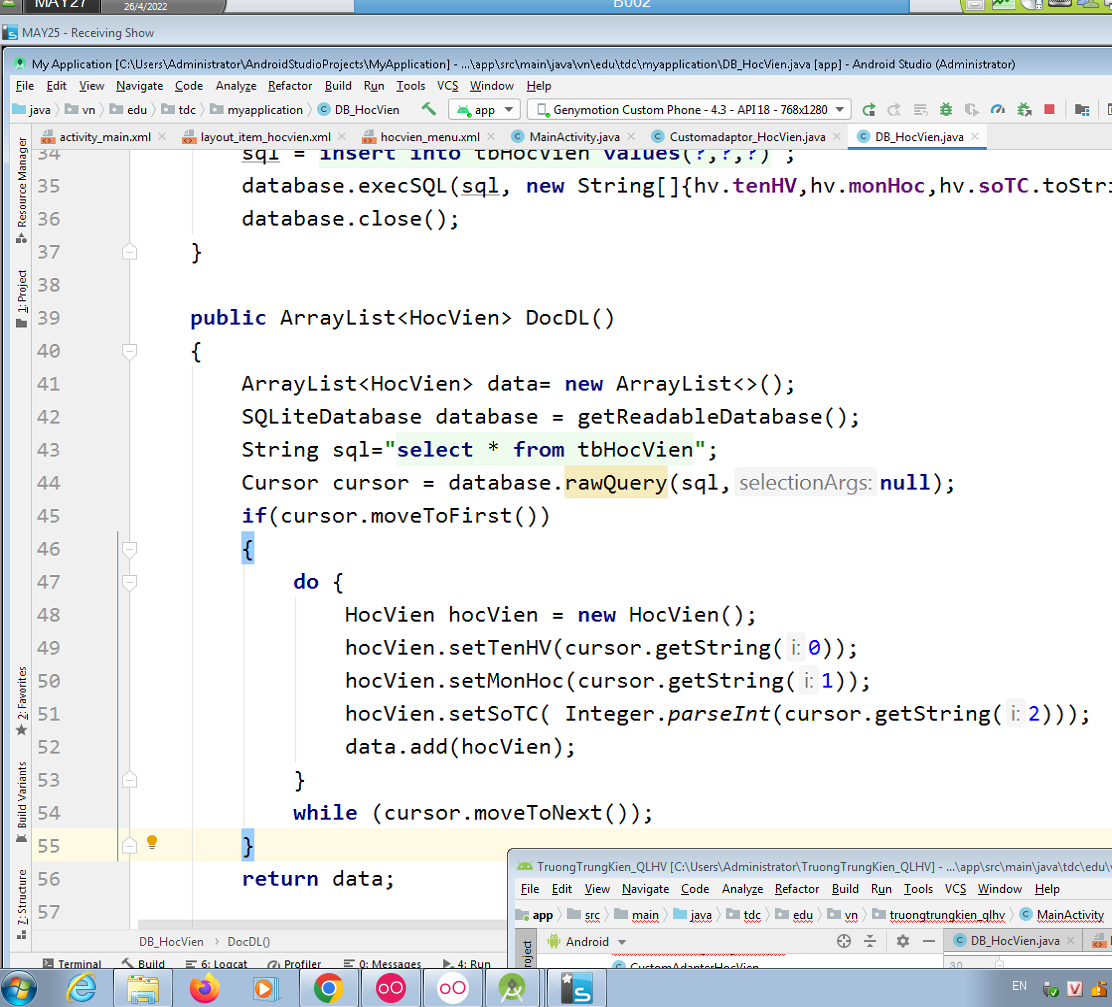 MAY27
26/4/2022
B002
MAY25 - Receiving Show
My Application [C:\Users\Administrator\AndroidStudioProjects\MyApplication] - ...\app\src\main\java\vn\edu\tdc\myapplication\DB_HocVien.java [app] - Android Studio (Administrator)
File Edit View Navigate Code Analyze Refactor Build Run Tools VCS Window Help
java vn edu tdc myapplication DB_HocVien app Genymotion Custom Phone - 4.3 - API 18 - 768x1280
activity_main.xml layout_item_hocvien.xml hocvien_menu.xml MainActivity.java Customadaptor_HocVien.java DB_HocVien.java
Resource Manager
1: Project
2: Favorites
Build Variants
7: Structure
34 sql = insert into tbHocVien values(?,?,?) ;
35 database.execSQL(sql, new String[]{hv.tenHV,hv.monHoc,hv.soTC.toStri
36 database.close();
37 }
38
39 public ArrayList<HocVien> DocDL()
40 {
41 ArrayList<HocVien> data= new ArrayList<>();
42 SQLiteDatabase database = getReadableDatabase();
43 String sql="select * from tbHocVien";
44 Cursor cursor = database.rawQuery(sql, selectionArgs: null);
45 if(cursor.moveToFirst())
46 {
47 do {
48 HocVien hocVien = new HocVien();
49 hocVien.setTenHV(cursor.getString( i: 0));
50 hocVien.setMonHoc(cursor.getString( i: 1));
51 hocVien.setSoTC( Integer.parseInt(cursor.getString( i: 2)));
52 data.add(hocVien);
53 }
54 while (cursor.moveToNext());
55 }
56 return data;
57
DB_HocVien DocDL()
Terminal Build 6: Logcat Profiler 0: Messages 4: Run
TruongTrungKien_QLHV [C:\Users\Administrator\TruongTrungKien_QLHV] - ...\app\src\main\java\tdc\edu\v
File Edit View Navigate Code Analyze Refactor Build Run Tools VCS Window Help
app src main java tdc edu vn truongtrungkien_qlhv MainActivity
Android DB_HocVien.java
CustomAdapterHocVien
30
EN